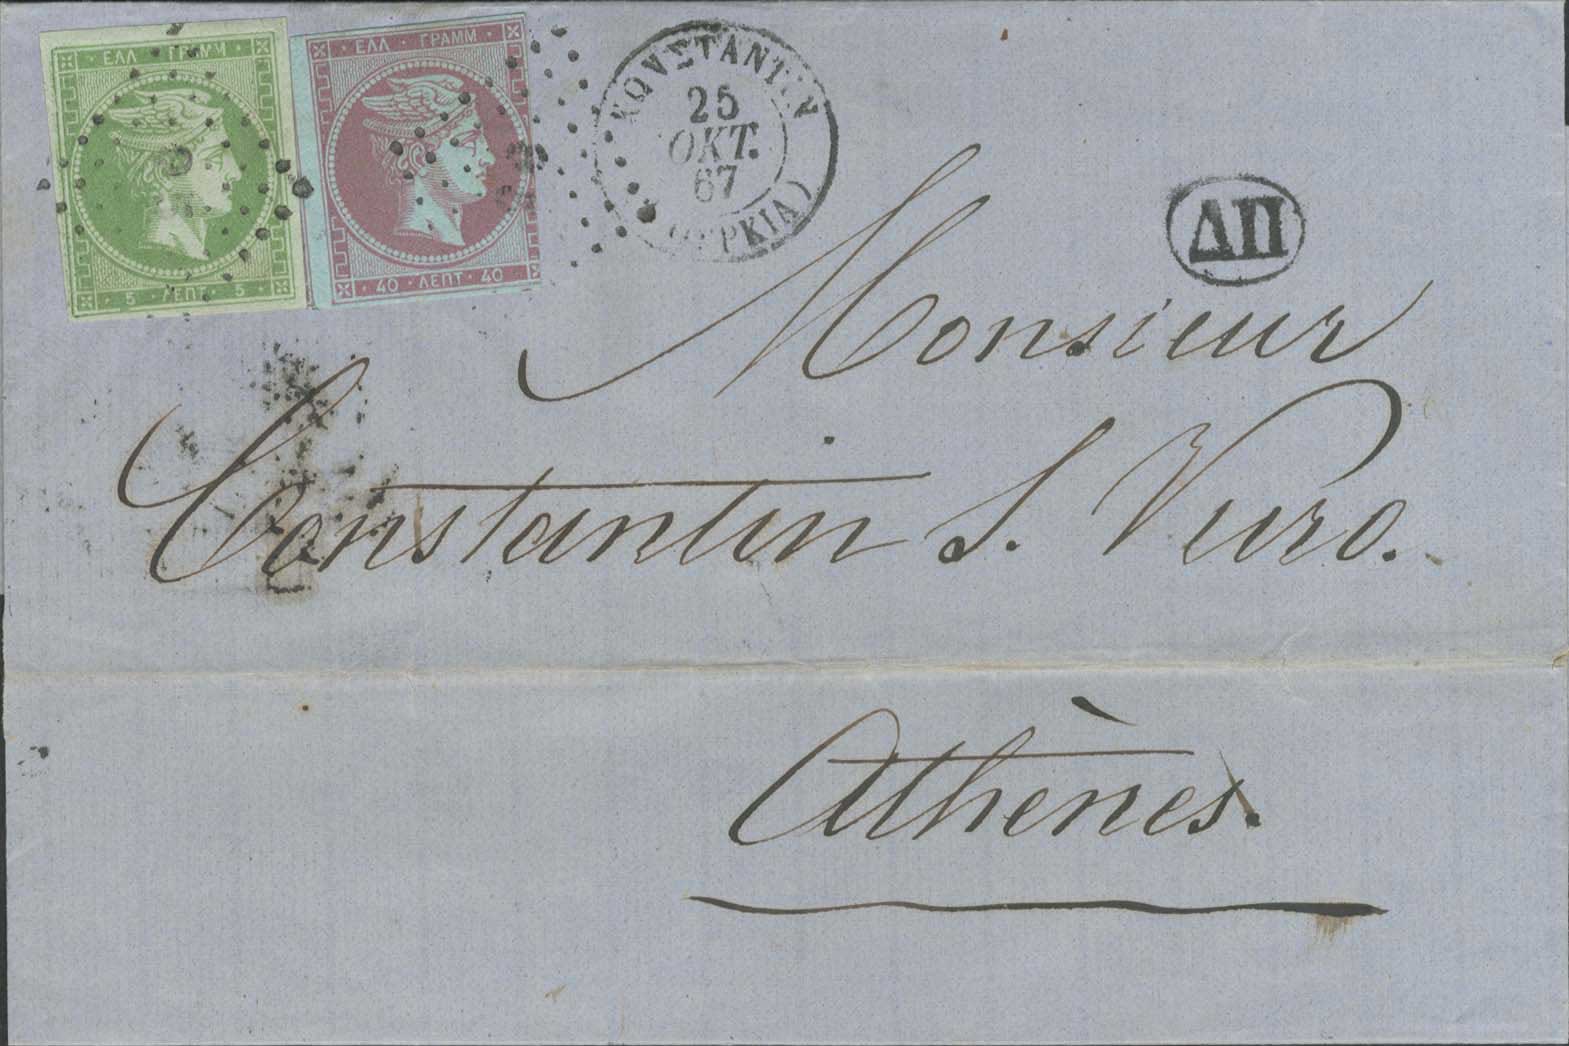 ΕΛΛ ΓΡΑΜΜ
5 ΛΕΠΤ 5
ΕΛΛ ΓΡΑΜΜ
40 ΛΕΠΤ 40
25
ΟΚΤ.
67
ΔΠ
Monsieur
Constantin S. Vuro.
Athènes.